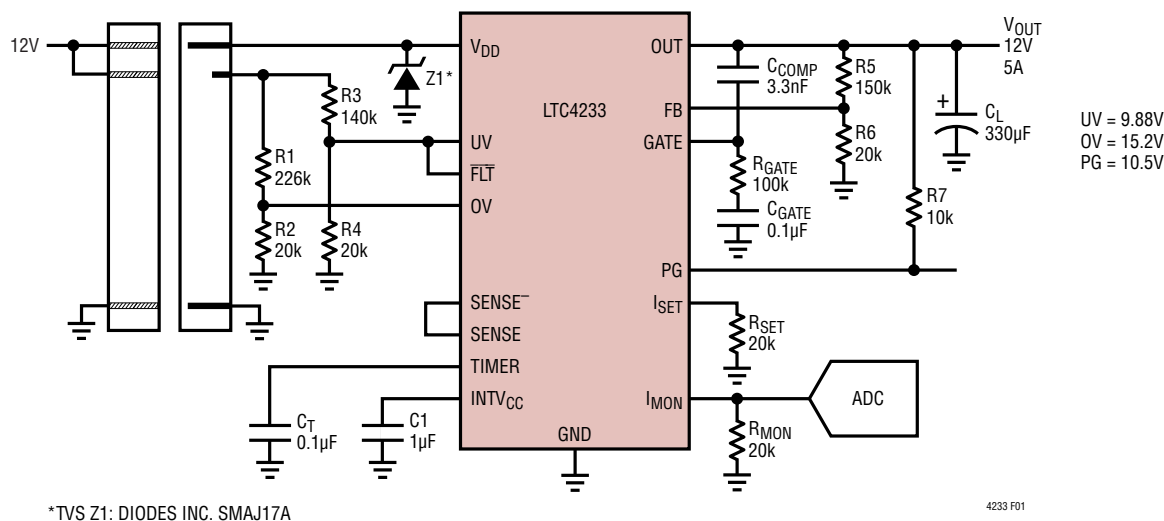 12V
VDD
Z1*
R3
140k
R1
226k
R2
20k
R4
20k
UV
FLT
OV
SENSE–
SENSE
TIMER
INTVCC
GND
LTC4233
OUT
FB
GATE
PG
ISET
IMON
CT
0.1µF
C1
1µF
CCOMP
3.3nF
RGATE
100k
CGATE
0.1µF
R5
150k
R6
20k
R7
10k
+
CL
330µF
VOUT
12V
5A
RSET
20k
RMON
20k
ADC
UV = 9.88V
OV = 15.2V
PG = 10.5V
*TVS Z1: DIODES INC. SMAJ17A
4233 F01